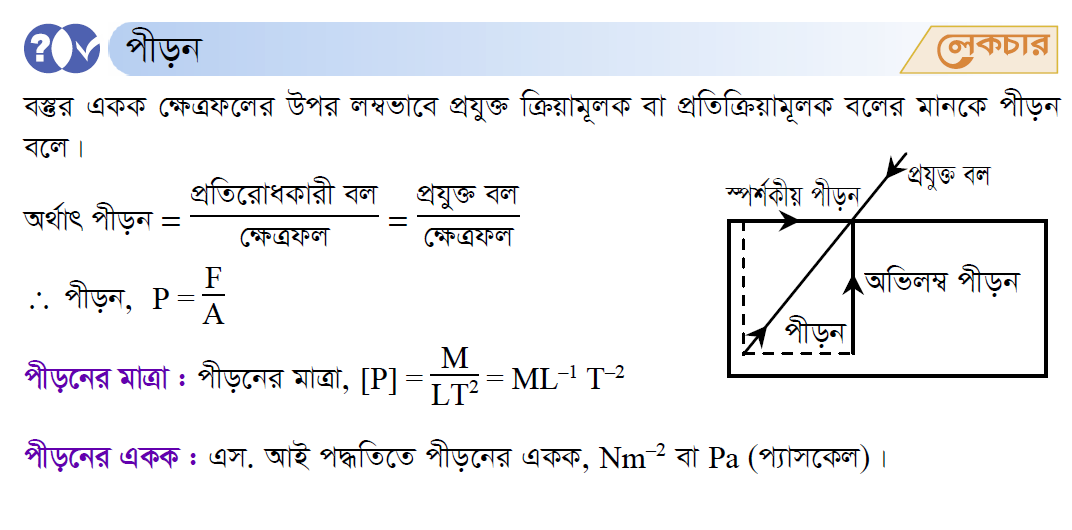 ?
পীড়ন
লেকচার
বস্তুর একক ক্ষেত্রফলের উপর লম্বভাবে প্রযুক্ত ক্রিয়ামূলক বা প্রতিক্রিয়ামূলক বলের মানকে পীড়ন
বলে।
অর্থাৎ পীড়ন = প্রতিরোধকারী বল / ক্ষেত্রফল = প্রযুক্ত বল / ক্ষেত্রফল
∴ পীড়ন, P = F / A
পীড়নের মাত্রা : পীড়নের মাত্রা, [P] = M / LT² = ML⁻¹ T⁻²
পীড়নের একক : এস. আই পদ্ধতিতে পীড়নের একক, Nm⁻² বা Pa (প্যাসকেল)।
প্রযুক্ত বল
স্পর্শকীয় পীড়ন
অভিলম্ব পীড়ন
পীড়ন